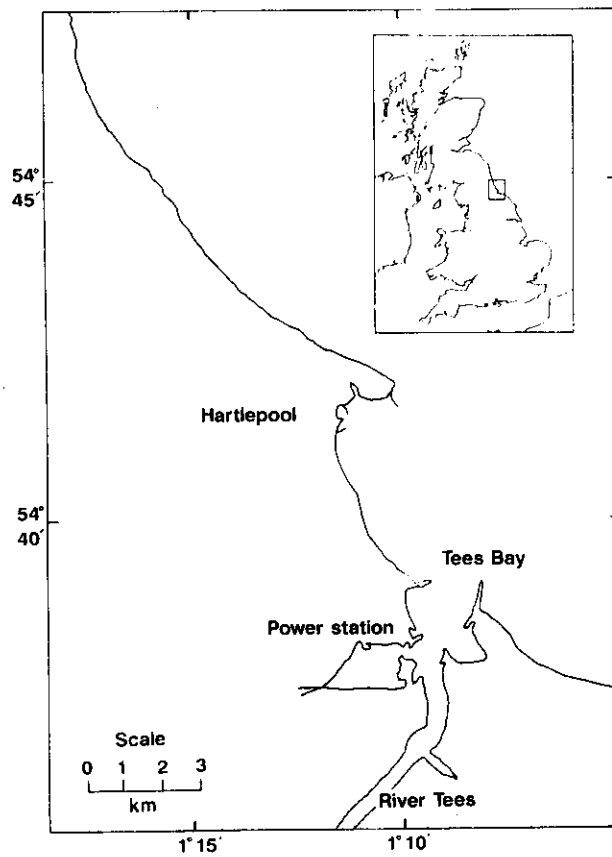 54°
45′
Hartlepool
54°
40′
Tees Bay
Power station
Scale
0 1 2 3
km
River Tees
1° 15′
1° 10′